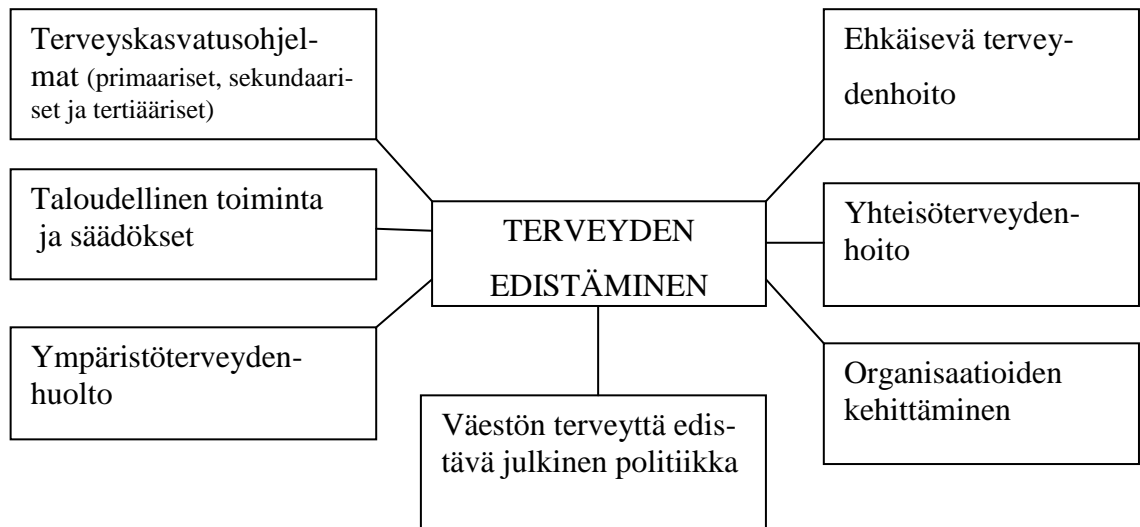 Terveyskasvatusohjel-
mat (primaariset, sekundaari-
set ja tertiääriset)
Taloudellinen toiminta
ja säädökset
Ympäristöterveyden-
huolto
TERVEYDEN
EDISTÄMINEN
Väestön terveyttä edis-
tävä julkinen politiikka
Ehkäisevä tervey-
denhoito
Yhteisöterveyden-
hoito
Organisaatioiden
kehittäminen